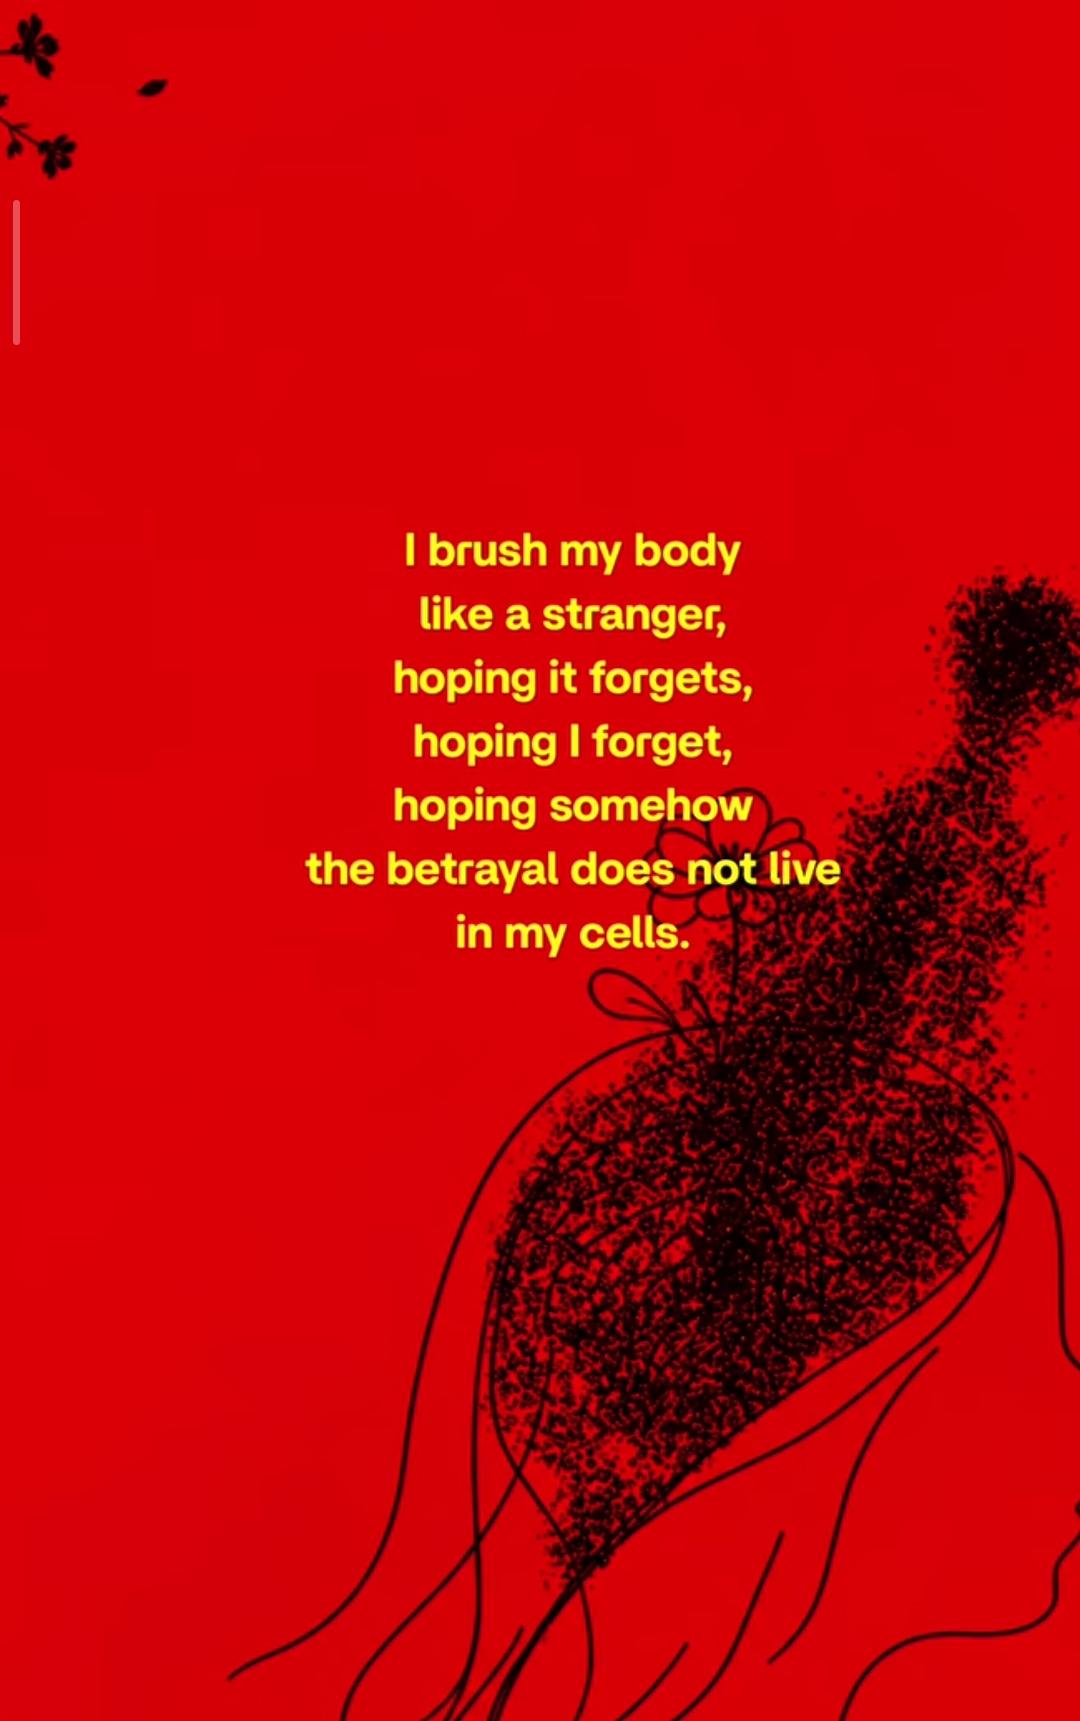 I brush my body
like a stranger,
hoping it forgets,
hoping I forget,
hoping somehow
the betrayal does not live
in my cells.